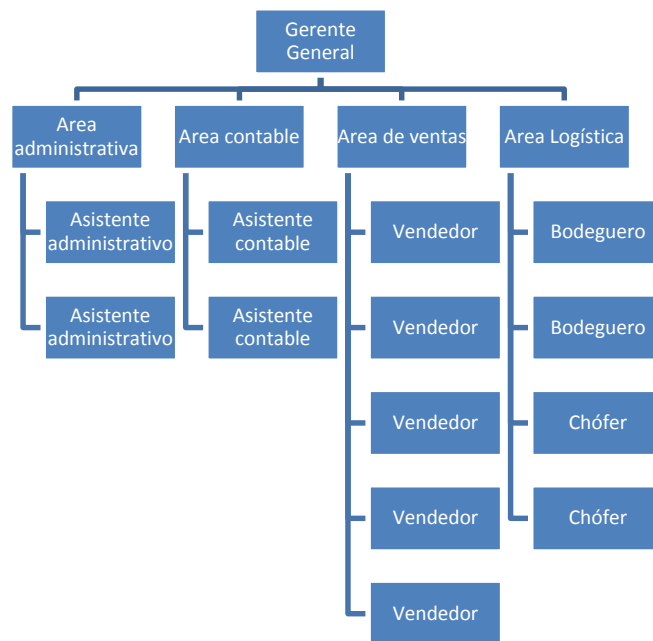 Gerente
General
Area
administrativa
Area contable
Area de ventas
Area Logística
Asistente
administrativo
Asistente
contable
Vendedor
Bodeguero
Asistente
administrativo
Asistente
contable
Vendedor
Bodeguero
Vendedor
Chófer
Vendedor
Chófer
Vendedor